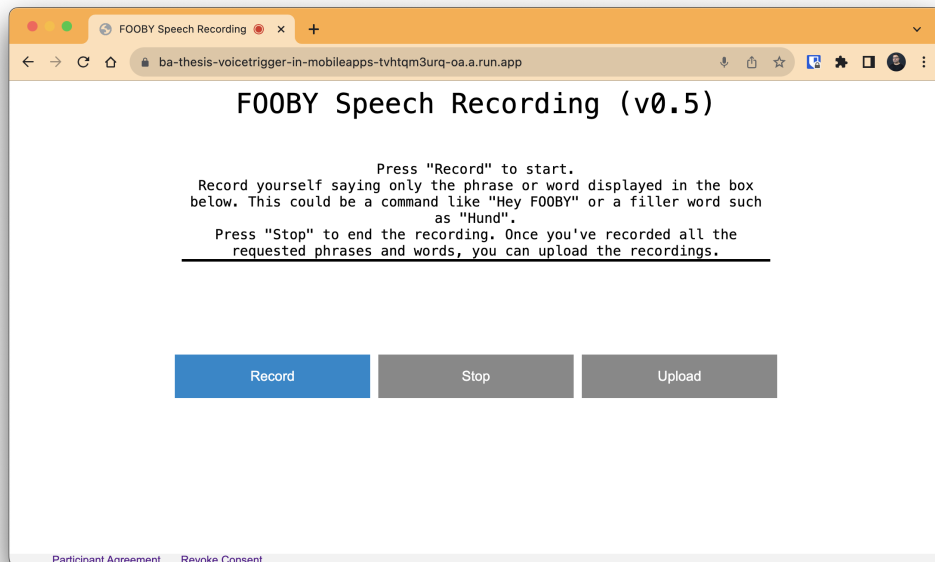 FOOBY Speech Recording
ba-thesis-voicetrigger-in-mobileapps-tvhtqm3urq-oa.a.run.app
FOOBY Speech Recording (v0.5)
Press "Record" to start.
Record yourself saying only the phrase or word displayed in the box
below. This could be a command like "Hey FOOBY" or a filler word such
as "Hund".
Press "Stop" to end the recording. Once you've recorded all the
requested phrases and words, you can upload the recordings.
Record Stop Upload
Participant Agreement Revoke Consent